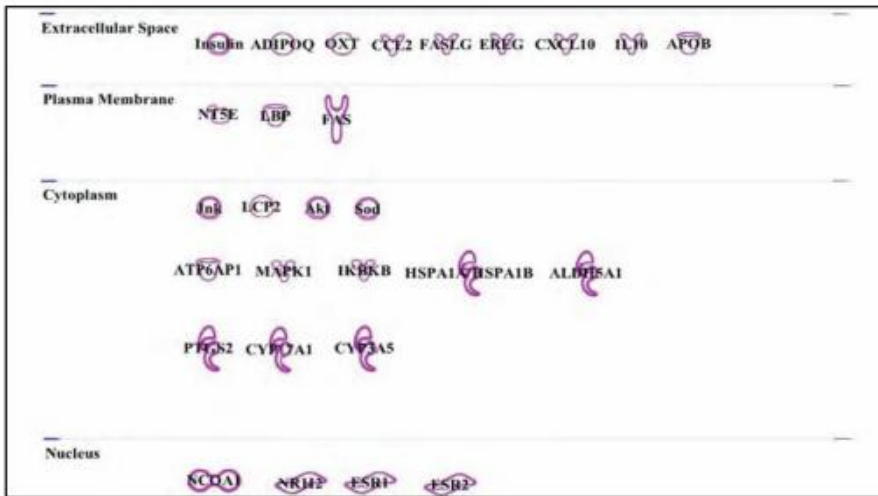 Extracellular Space
Insulin ADIPOQ OXT CCL2 FASLG EREG CXCL10 IL10 APOB
Plasma Membrane
NT5E LBP FAS
Cytoplasm
Jnk LCP2 Akt Sod
ATP6AP1 MAPK1 IKBKB HSPA1A/HSPA1B ALDH5A1
PTGS2 CYP17A1 CYP3A5
Nucleus
NCOA1 NR1I2 ESR1 ESR2